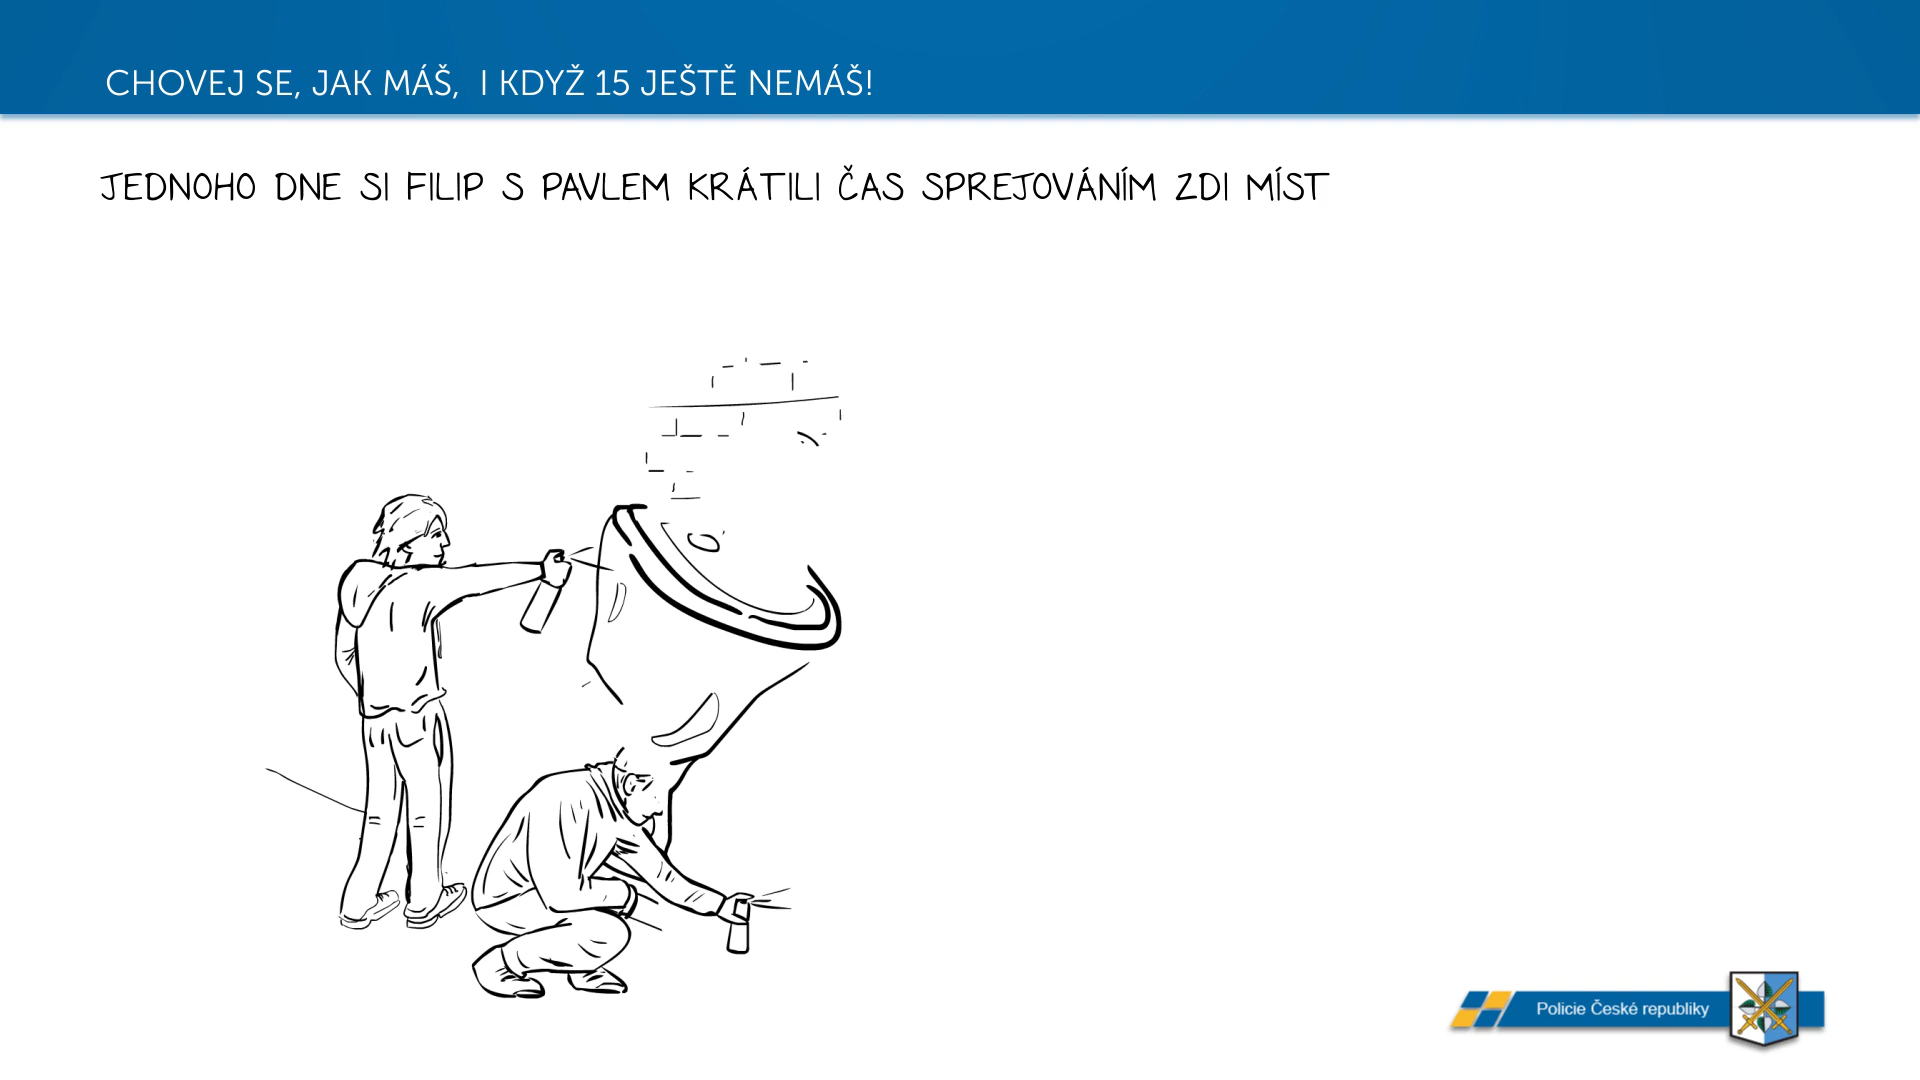 CHOVEJ SE, JAK MÁŠ, I KDYŽ 15 JEŠTĚ NEMÁŠ!
JEDNOHO DNE SI FILIP S PAVLEM KRÁTILI ČAS SPREJOVÁNÍM ZDI MÍST
Policie České republiky